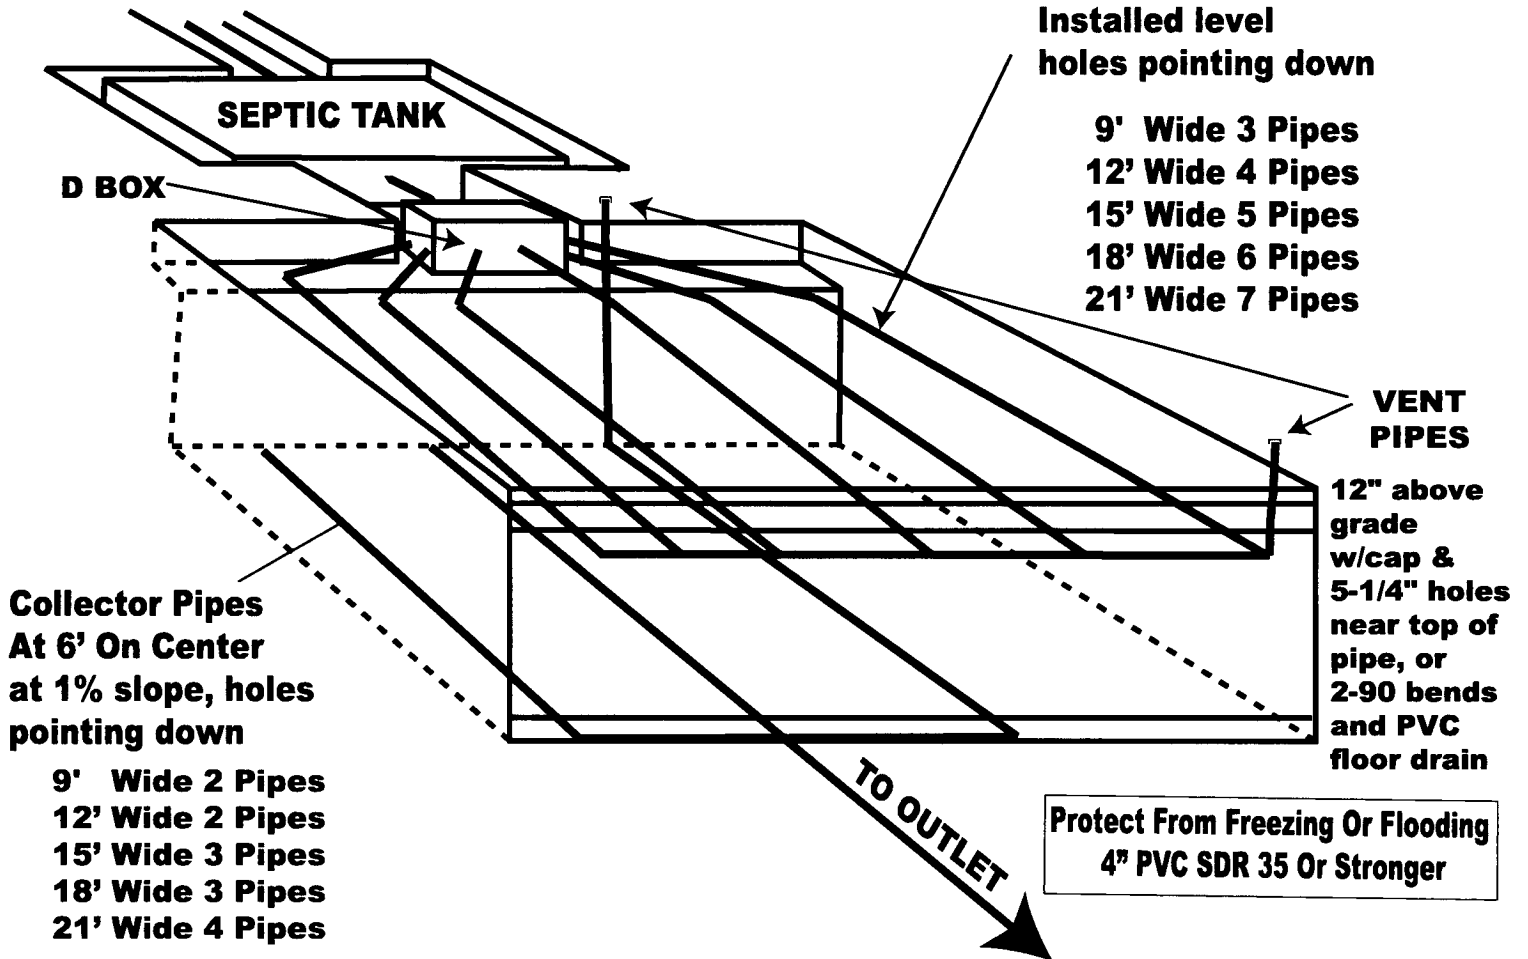 SEPTIC TANK
D BOX
Installed level
holes pointing down
9' Wide 3 Pipes
12’ Wide 4 Pipes
15’ Wide 5 Pipes
18’ Wide 6 Pipes
21’ Wide 7 Pipes
VENT
PIPES
12" above
grade
w/cap &
5-1/4" holes
near top of
pipe, or
2-90 bends
and PVC
floor drain
Collector Pipes
At 6’ On Center
at 1% slope, holes
pointing down
9' Wide 2 Pipes
12’ Wide 2 Pipes
15’ Wide 3 Pipes
18’ Wide 3 Pipes
21’ Wide 4 Pipes
TO OUTLET
Protect From Freezing Or Flooding
4” PVC SDR 35 Or Stronger